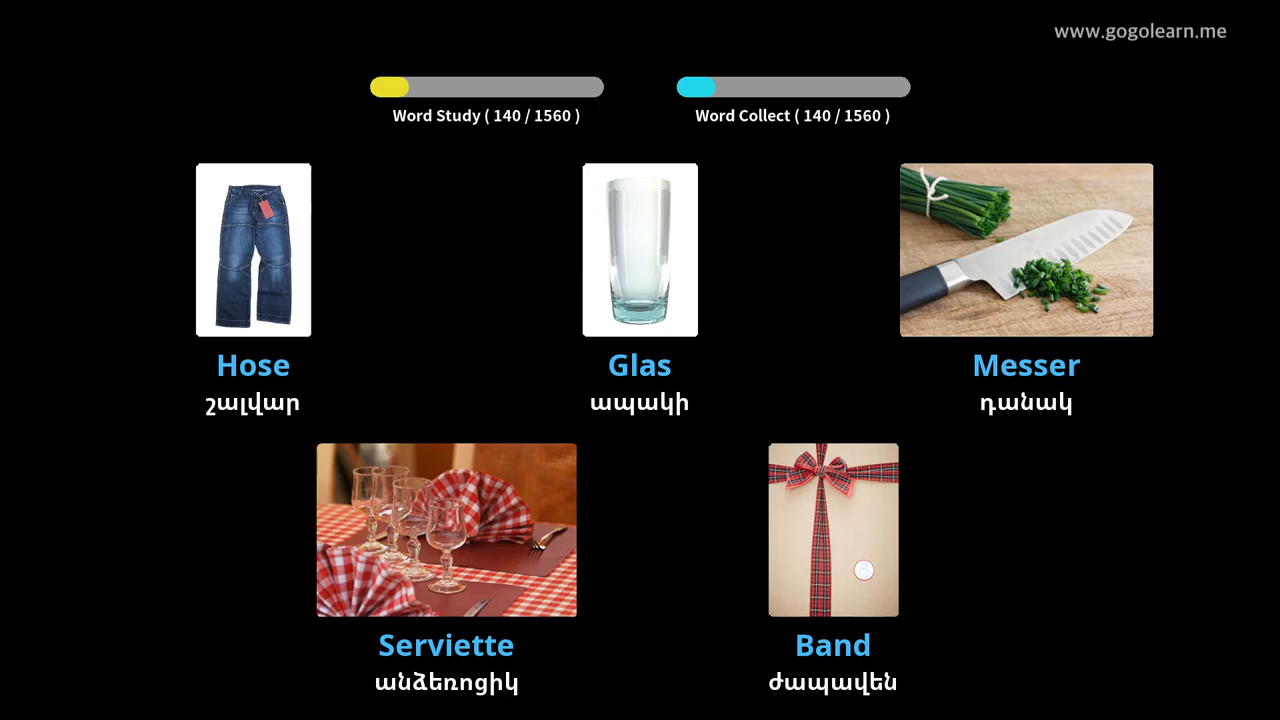 www.gogolearn.me
Word Study ( 140 / 1560 )
Word Collect ( 140 / 1560 )
Hose
Glas
Messer
շալվար
ապակի
դանակ
Serviette
Band
անձեռոցիկ
ժապավեն